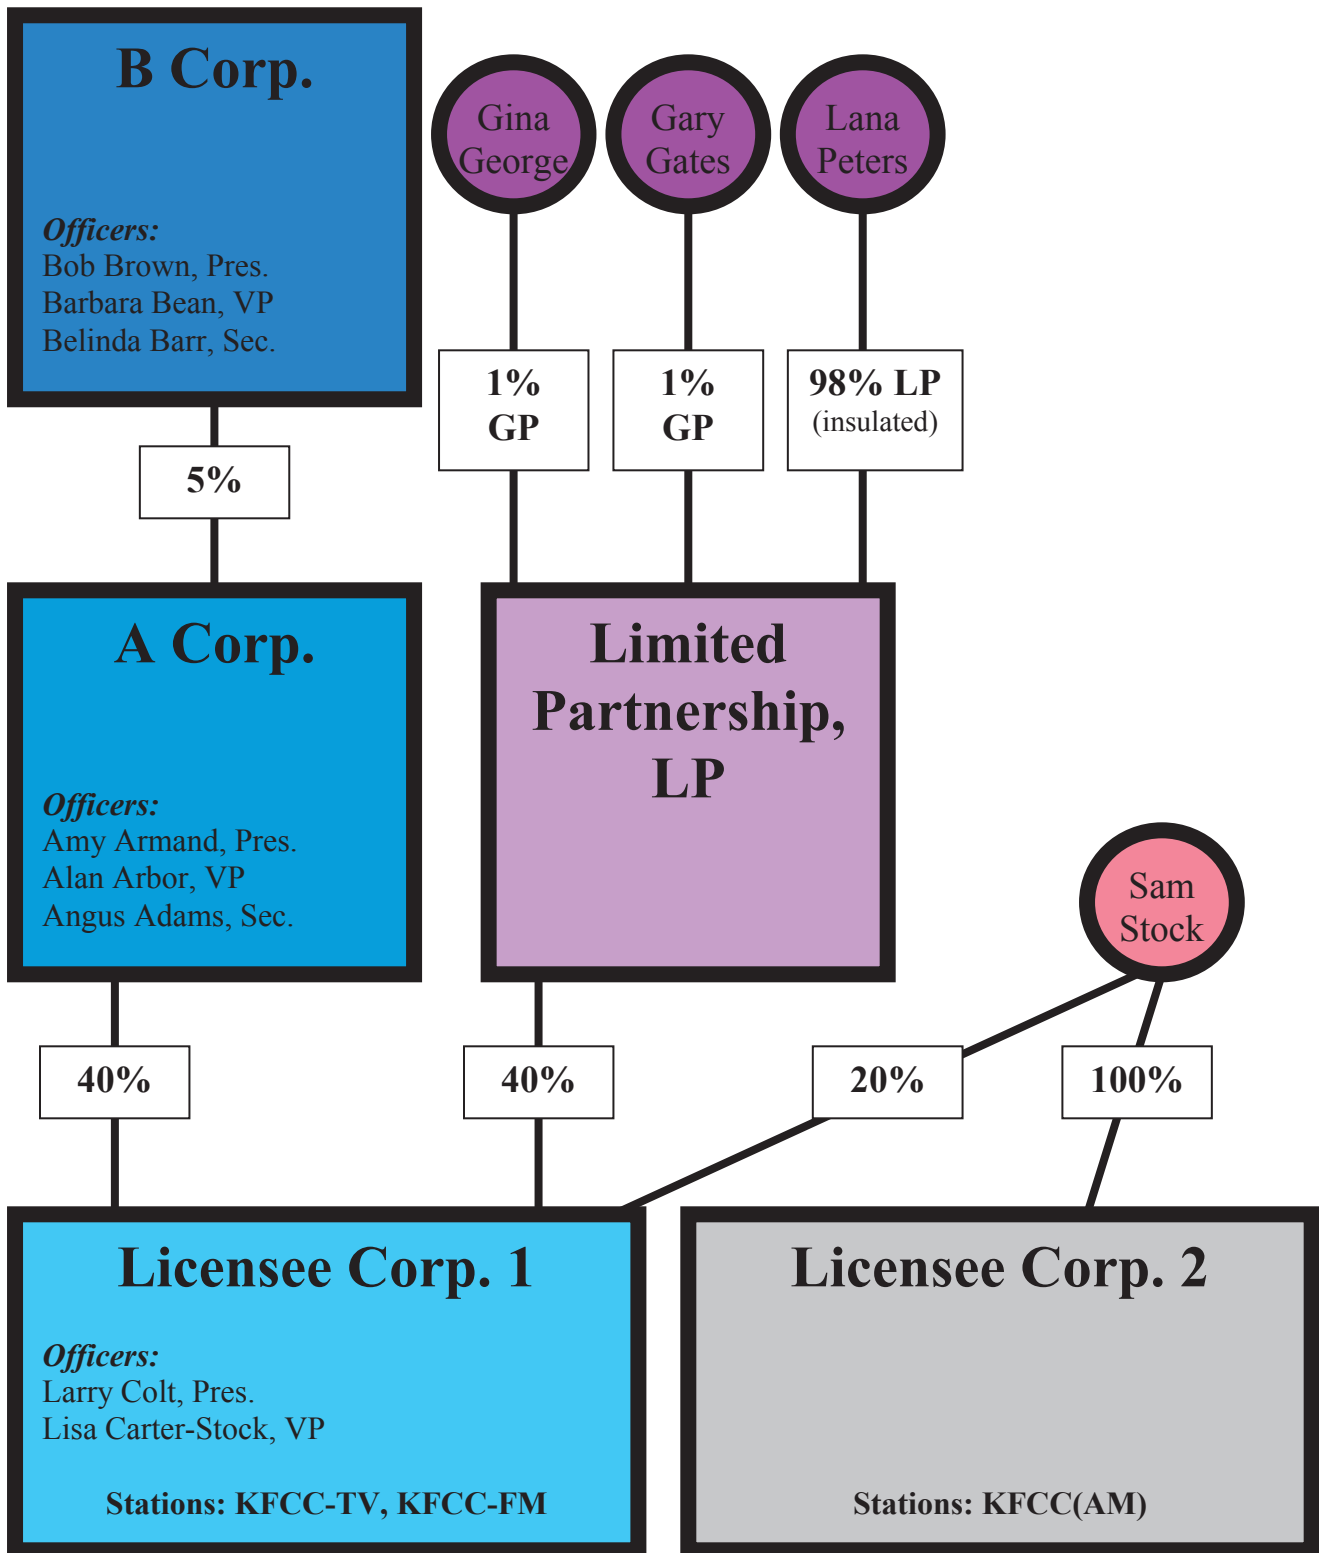 B Corp.
Officers:
Bob Brown, Pres.
Barbara Bean, VP
Belinda Barr, Sec.
Gina
George
Gary
Gates
Lana
Peters
1%
GP
1%
GP
98% LP
(insulated)
5%
A Corp.
Officers:
Amy Armand, Pres.
Alan Arbor, VP
Angus Adams, Sec.
Limited
Partnership,
LP
Sam
Stock
40%
40%
20%
100%
Licensee Corp. 1
Officers:
Larry Colt, Pres.
Lisa Carter-Stock, VP
Stations: KFCC-TV, KFCC-FM
Licensee Corp. 2
Stations: KFCC(AM)